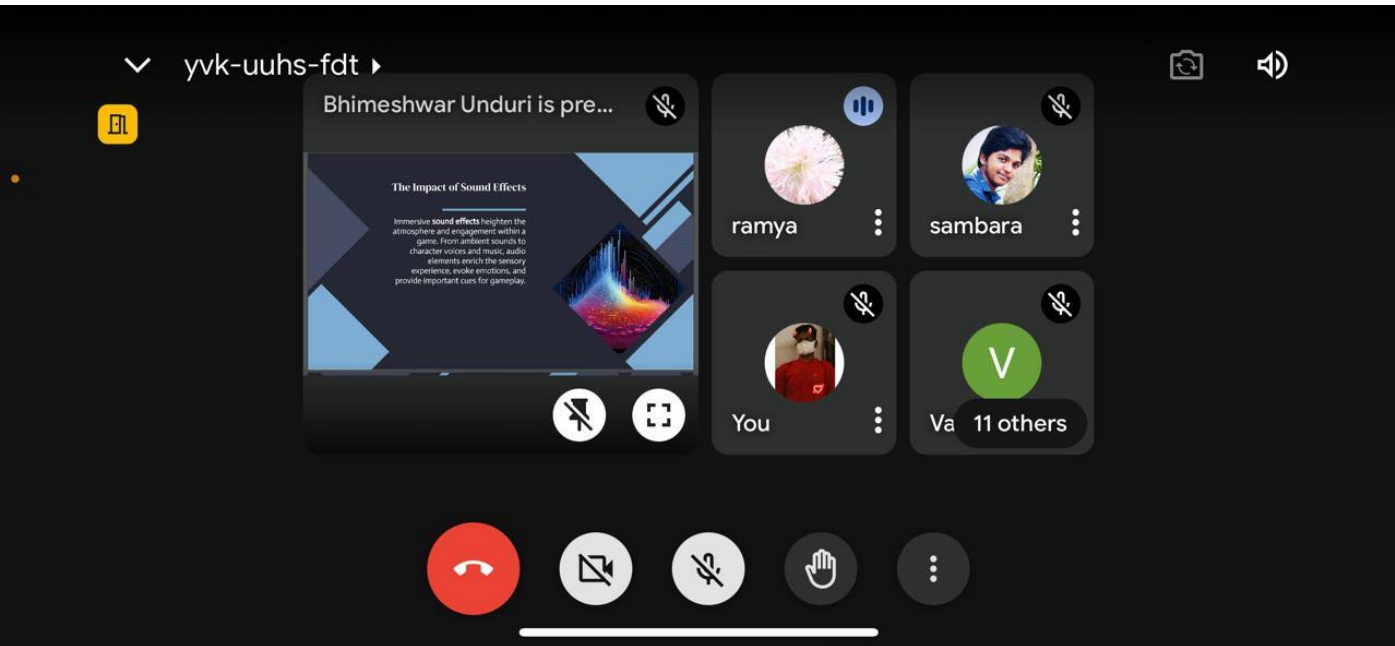 yvk-uuhs-fdt
Bhimeshwar Unduri is pre...
The Impact of Sound Effects
Immersive sound effects heighten the
atmosphere and engagement within a
game. From ambient sounds to
character voices and music, audio
elements enrich the sensory
experience, evoke emotions, and
provide important cues for gameplay.
ramya
sambara
You
V
Va
11 others